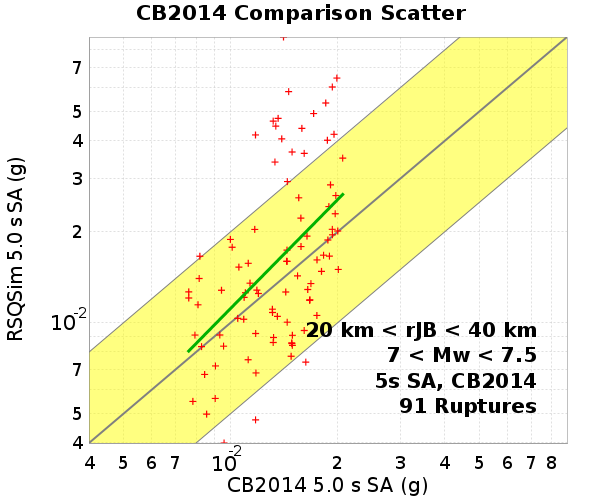 CB2014 Comparison Scatter
RSQSim 5.0 s SA (g)
7
5
4
3
2
10-2
7
5
4
20 km < rJB < 40 km
7 < Mw < 7.5
5s SA, CB2014
91 Ruptures
4 5 6 7 10-2 2 3 4 5 6 7 8
CB2014 5.0 s SA (g)